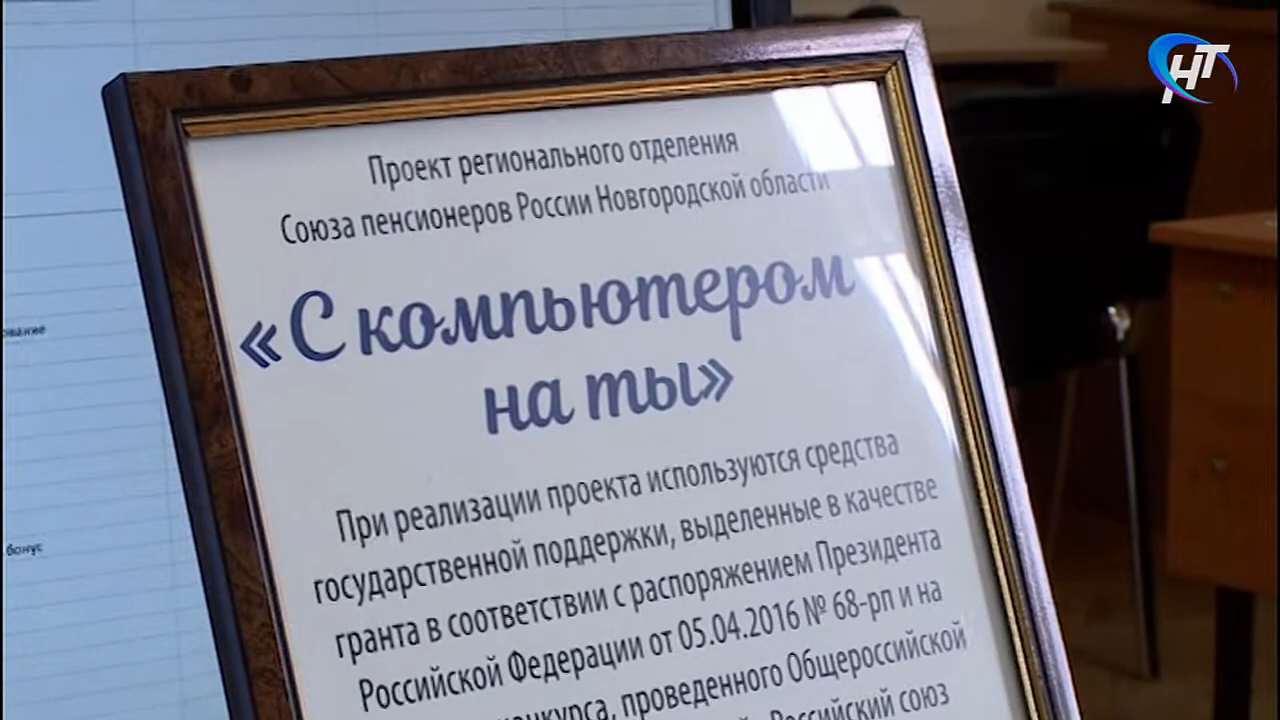 НТ
Проект регионального отделения
Союза пенсионеров России Новгородской области
«С компьютером
на ты»
При реализации проекта используются средства
государственной поддержки, выделенные в качестве
гранта в соответствии с распоряжением Президента
Российской Федерации от 05.04.2016 № 68-рп и на
конкурса, проведенного Общероссийской
Российский союз
бонус